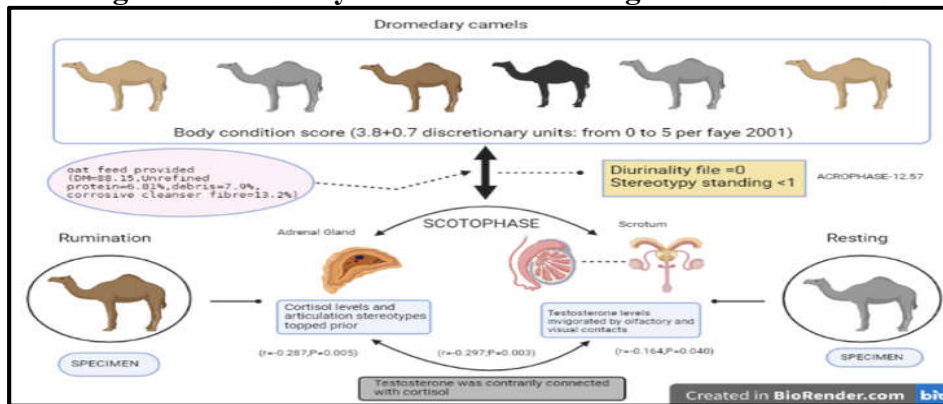 Dromedary camels
Body condition score (3.8+0.7 discretionary units: from 0 to 5 per faye 2001)
oat feed provided
(DM=88.15,Unrefined
protein=6.81%,debris=7.9%,
corrosive cleanser fibre=13.2%)
Diurinality file =0
Stereotypy standing <1
ACROPHASE-12.57
SCOTOPHASE
Rumination
Adrenal Gland
Scrotum
Resting
Cortisol levels and
articulation stereotypes
topped prior
Testosterone levels
invigorated by olfactory and
visual contacts
SPECIMEN
(r=-0.287,P=0.005)
(r=-0.297,P=0.003)
(r=-0.164,P=0.040)
SPECIMEN
Testosterone was contrarily connected
with cortisol
Created in BioRender.com bio